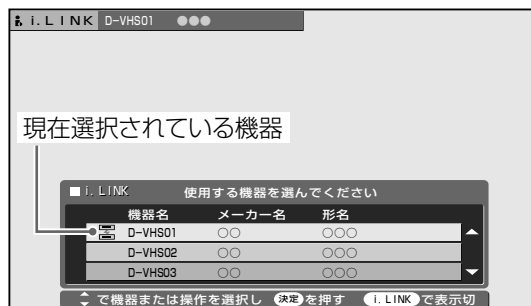 i.LINK D-VHS01 ●●●
現在選択されている機器
■ i.LINK 使用する機器を選んでください
機器名 メーカー名 形名
D-VHS01 ○○ ○○○
D-VHS02 ○○ ○○○
D-VHS03 ○○ ○○○
で機器または操作を選択し 決定 を押す i.LINK で表示切